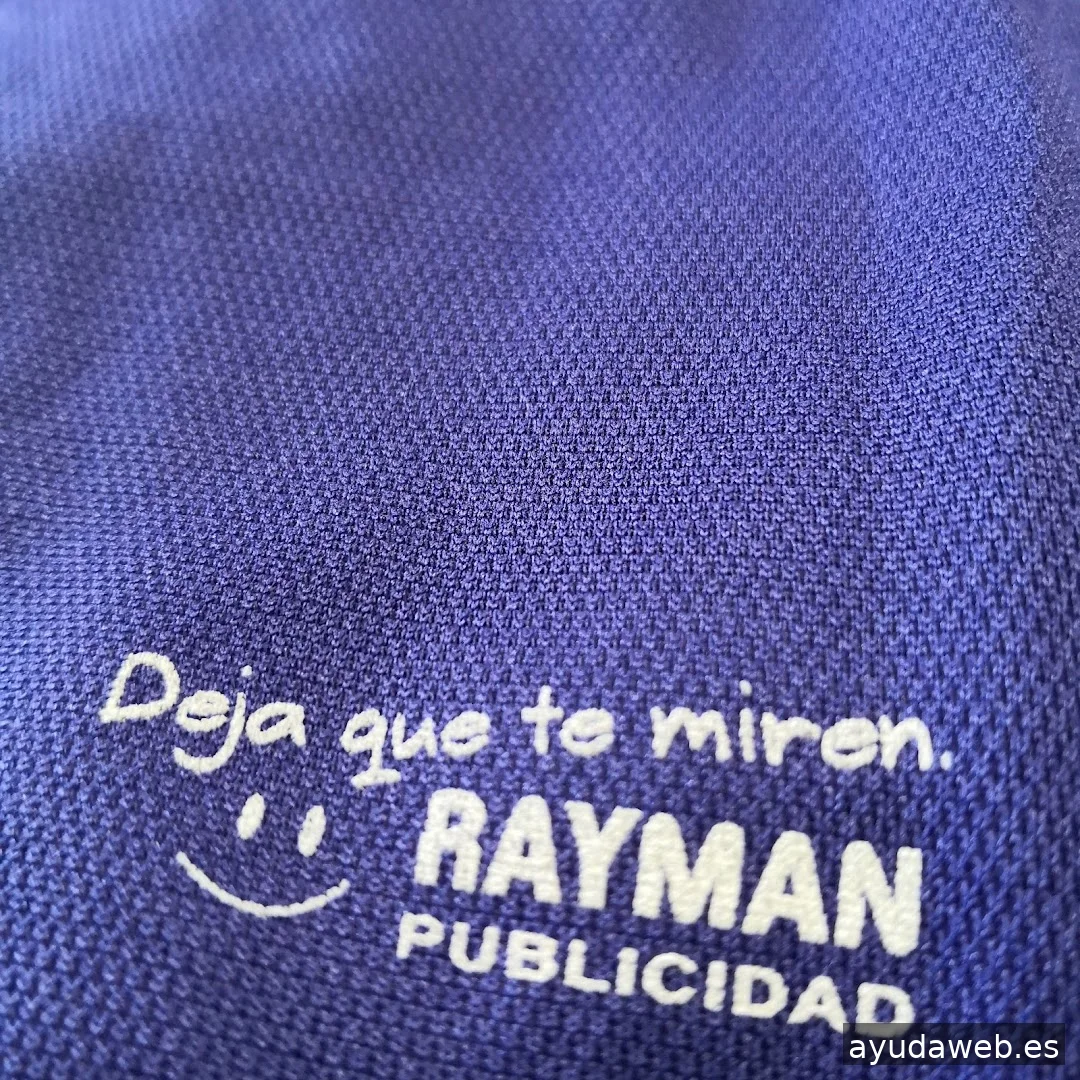 Deja que te miren.
RAYMAN
PUBLICIDAD
ayudaweb.es